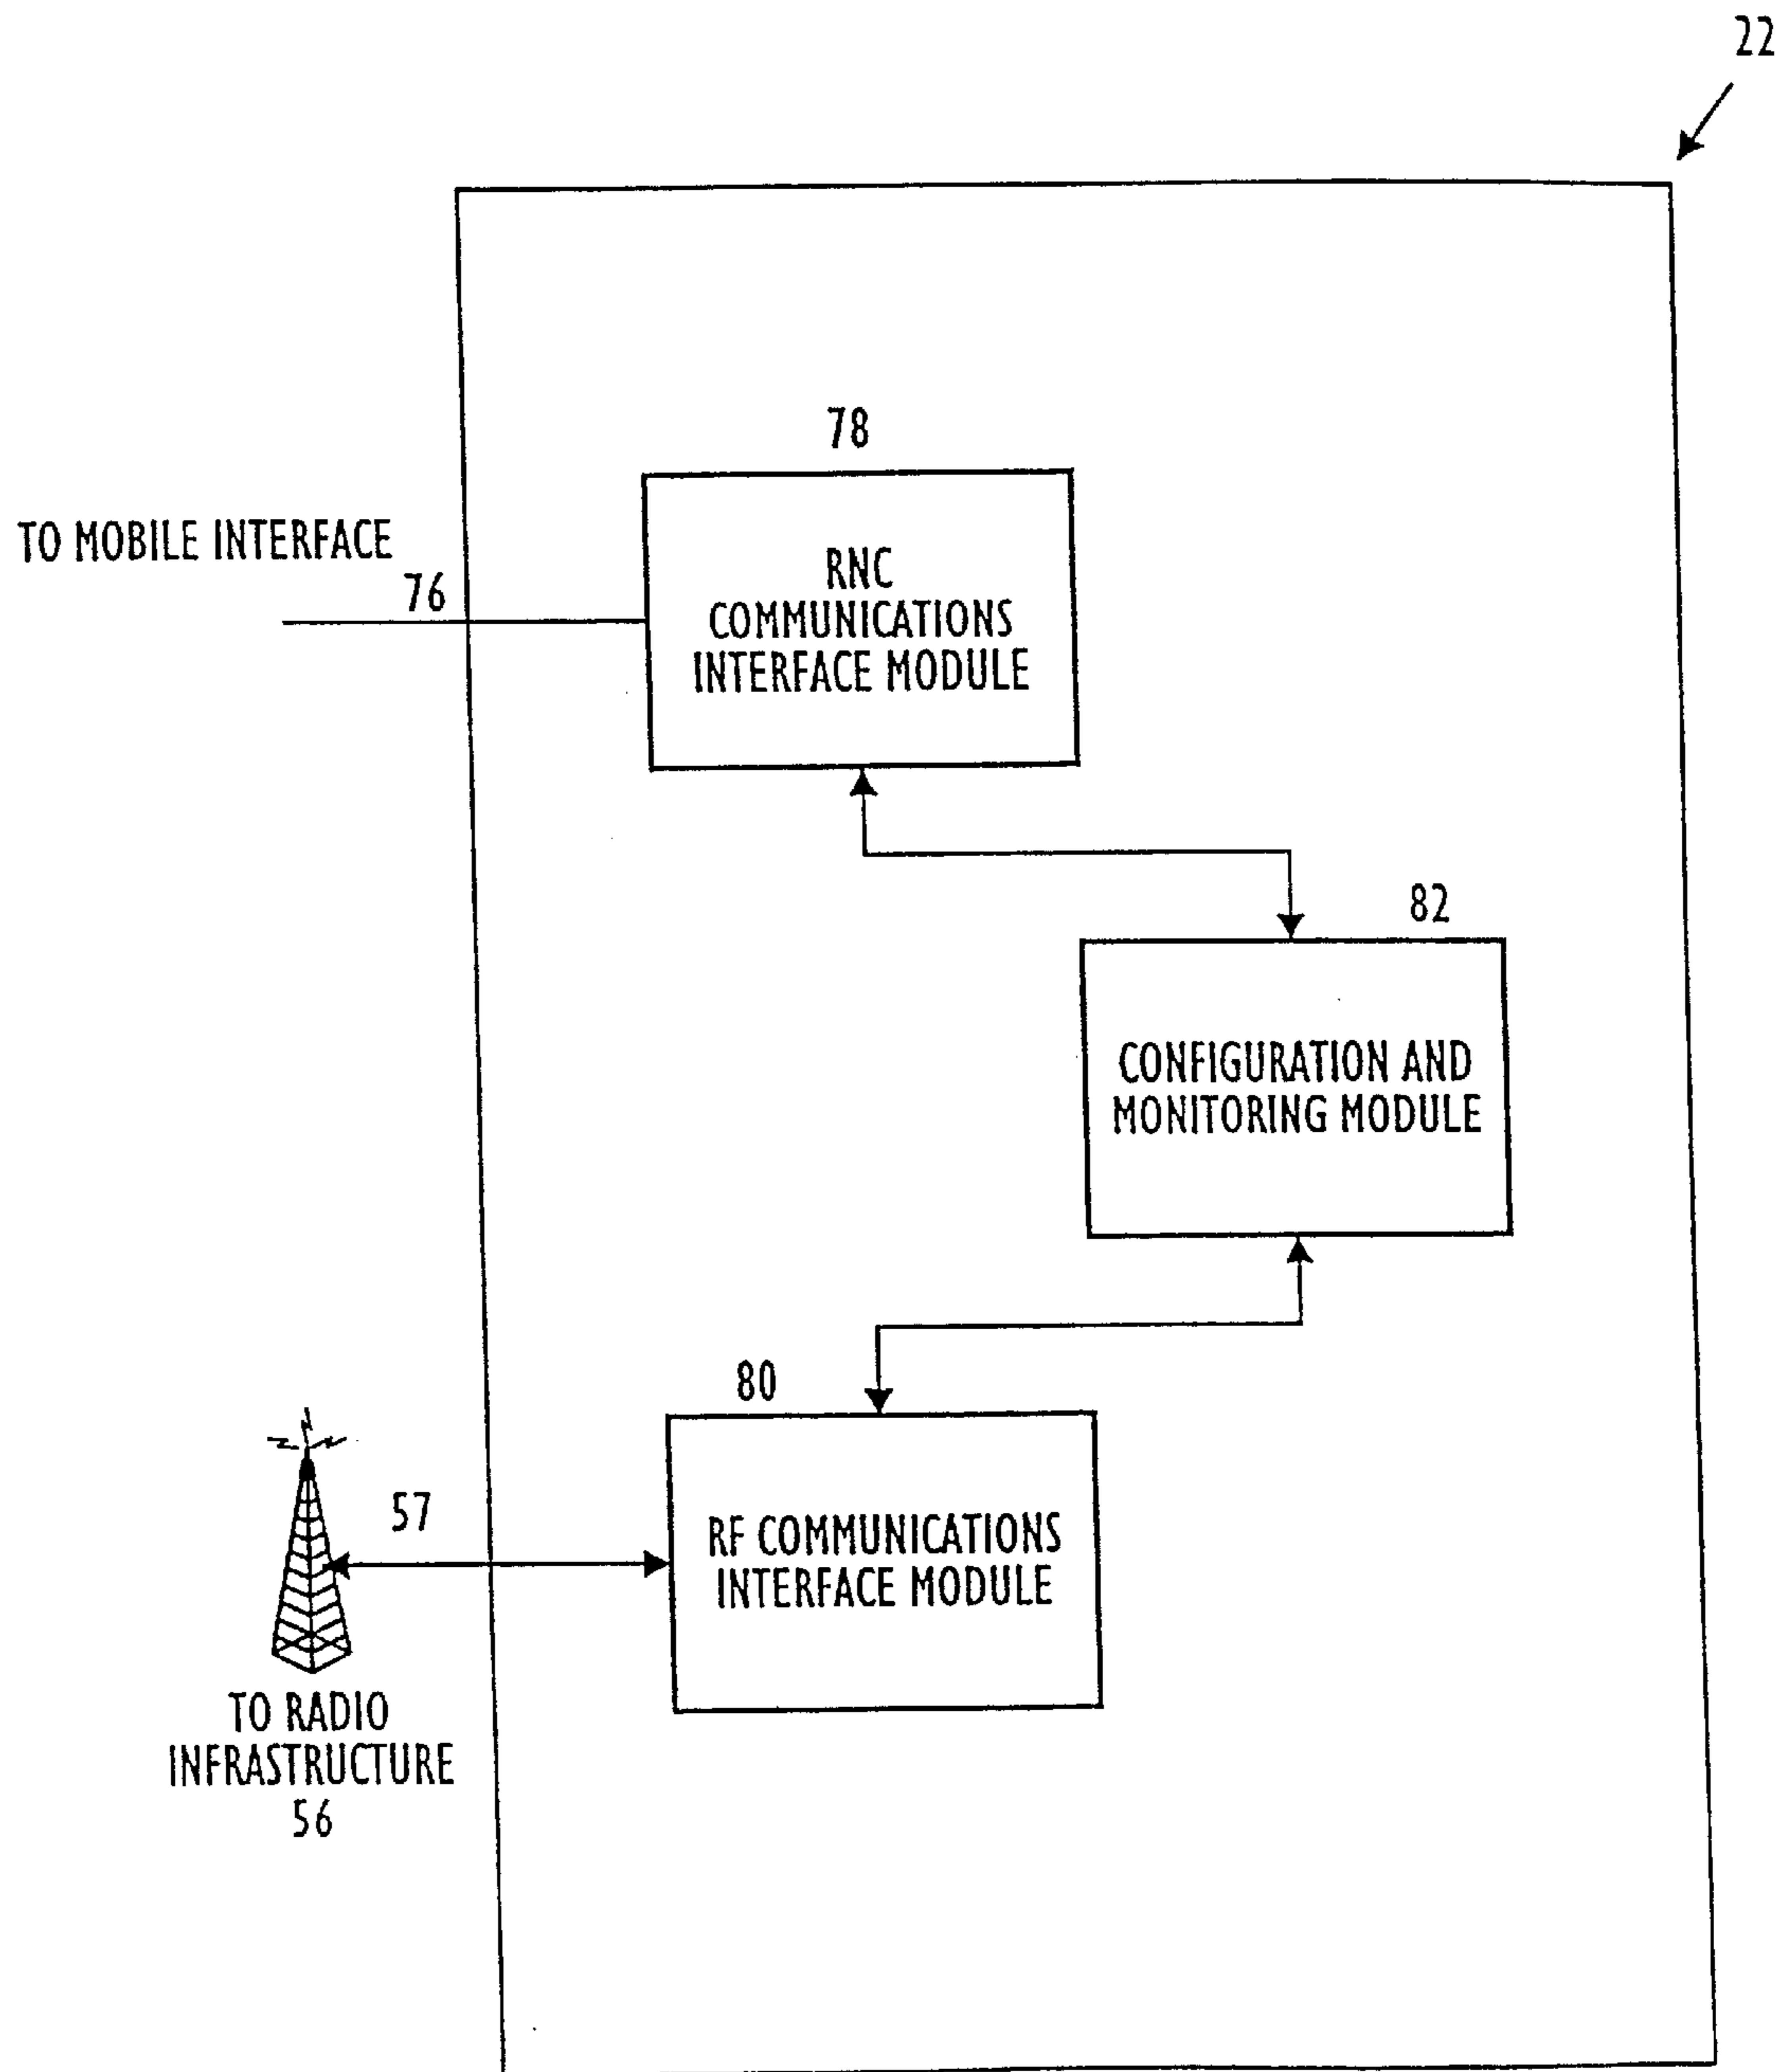 22
78
TO MOBILE INTERFACE
76
RNC
COMMUNICATIONS
INTERFACE MODULE
82
CONFIGURATION AND
MONITORING MODULE
80
57
RF COMMUNICATIONS
INTERFACE MODULE
TO RADIO
INFRASTRUCTURE
56